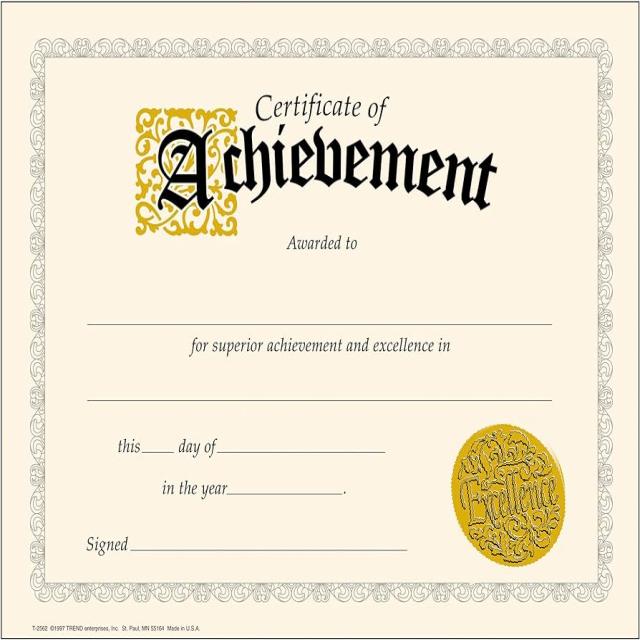 Certificate of
Achievement
Awarded to
for superior achievement and excellence in
this____ day of____________________
in the year______________.
Signed__________________________________
Excellence
T-2562 ©1997 TREND enterprises, Inc. St. Paul, MN 55164 Made in U.S.A.